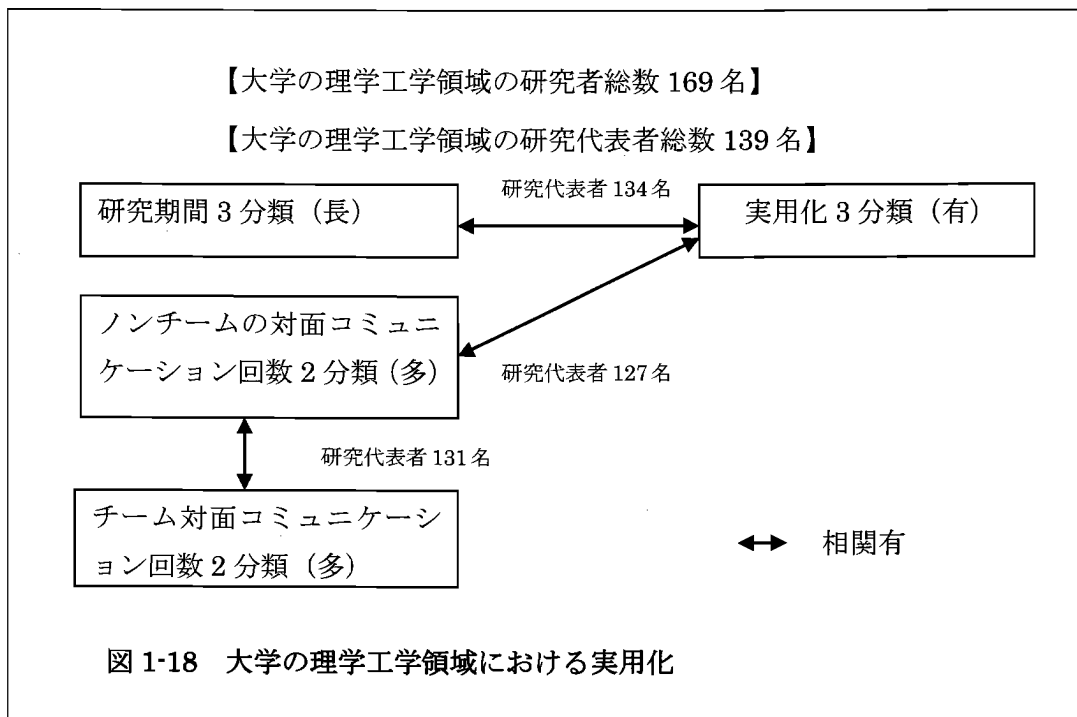 【大学の理学工学領域の研究者総数 169 名】
【大学の理学工学領域の研究代表者総数 139 名】
研究代表者 134 名
研究期間 3 分類（長）
実用化 3 分類（有）
ノンチームの対面コミュニ
ケーション回数 2 分類（多）
研究代表者 127 名
研究代表者 131 名
チーム対面コミュニケーシ
ョン回数 2 分類（多）
相関有
図 1-18　大学の理学工学領域における実用化